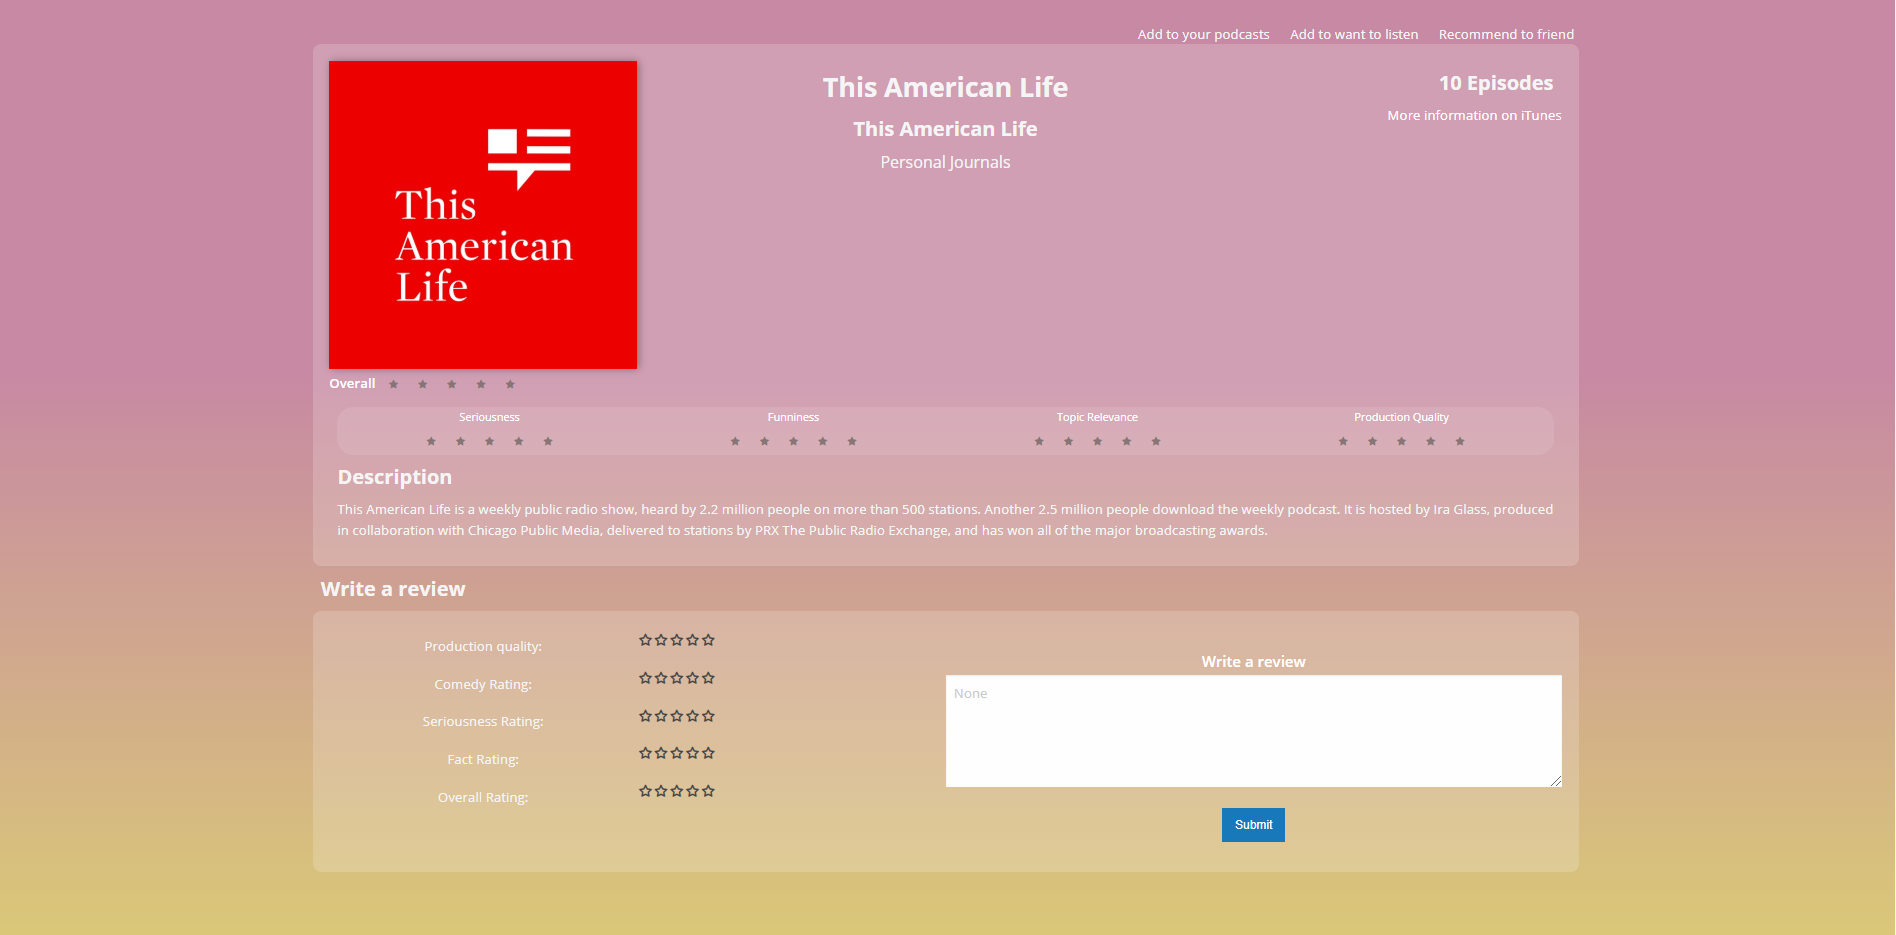 Add to your podcasts Add to want to listen Recommend to friend
This
American
Life
This American Life
This American Life
Personal Journals
10 Episodes
More information on iTunes
Overall
Seriousness Funniness Topic Relevance Production Quality
Description
This American Life is a weekly public radio show, heard by 2.2 million people on more than 500 stations. Another 2.5 million people download the weekly podcast. It is hosted by Ira Glass, produced
in collaboration with Chicago Public Media, delivered to stations by PRX The Public Radio Exchange, and has won all of the major broadcasting awards.
Write a review
Production quality:
Comedy Rating:
Seriousness Rating:
Fact Rating:
Overall Rating:
Write a review
None
Submit